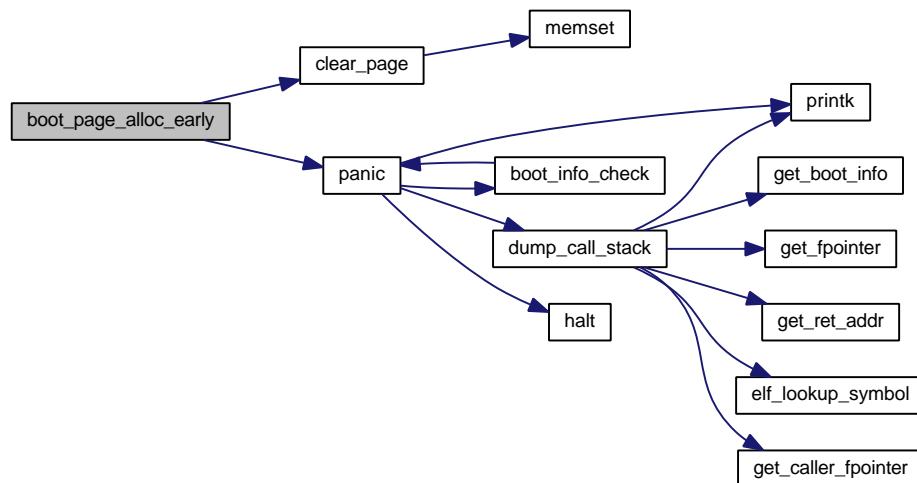 memset
clear_page
printk
boot_page_alloc_early
panic
boot_info_check
get_boot_info
dump_call_stack
get_fpointer
halt
get_ret_addr
elf_lookup_symbol
get_caller_fpointer